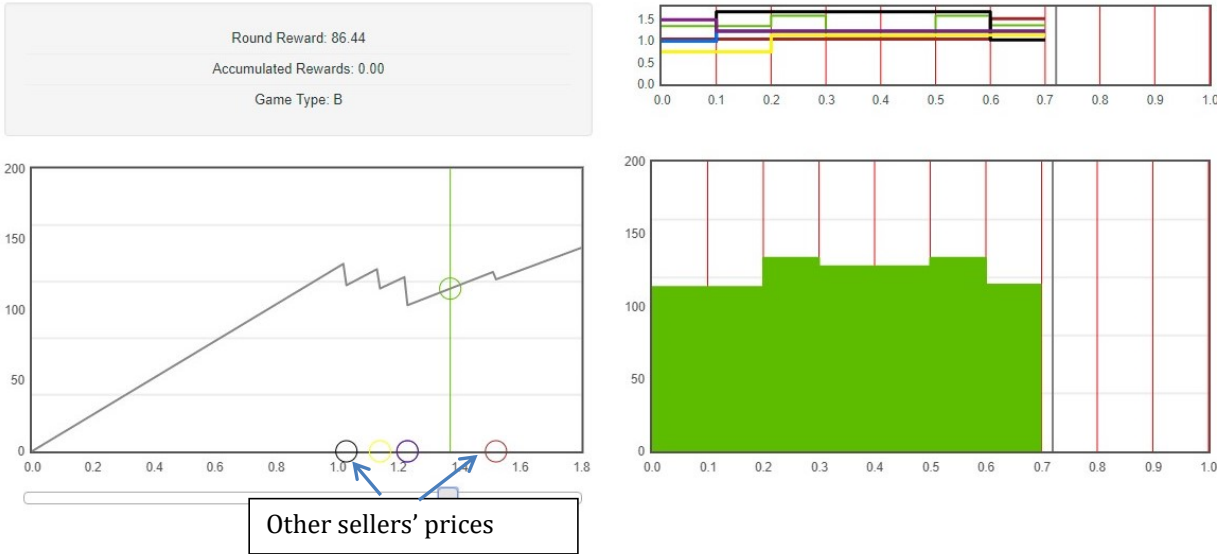 Round Reward: 86.44
Accumulated Rewards: 0.00
Game Type: B
1.5
1.0
0.5
0.0
0.0 0.1 0.2 0.3 0.4 0.5 0.6 0.7 0.8 0.9 1.0
200
150
100
50
0
0.0 0.2 0.4 0.6 0.8 1.0 1.2 1.4 1.6 1.8
Other sellers' prices
200
150
100
50
0
0.0 0.1 0.2 0.3 0.4 0.5 0.6 0.7 0.8 0.9 1.0